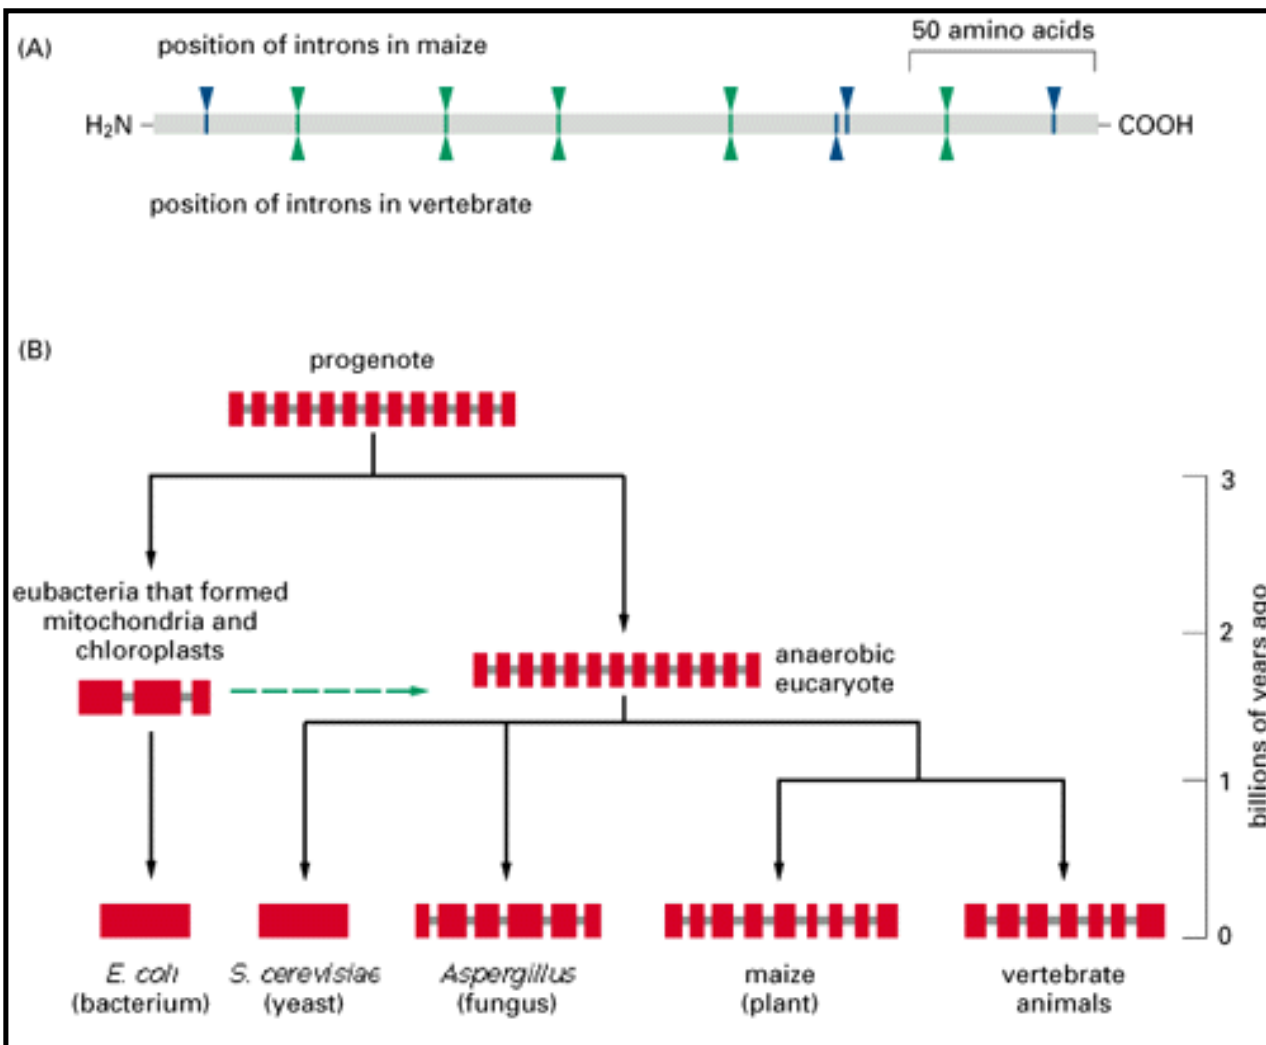 (A)
position of introns in maize
50 amino acids
H₂N
COOH
position of introns in vertebrate
(B)
progenote
3
eubacteria that formed
mitochondria and
chloroplasts
2
anaerobic
eucaryote
billions of years ago
1
0
E. coli
(bacterium)
S. cerevisiae
(yeast)
Aspergillus
(fungus)
maize
(plant)
vertebrate
animals